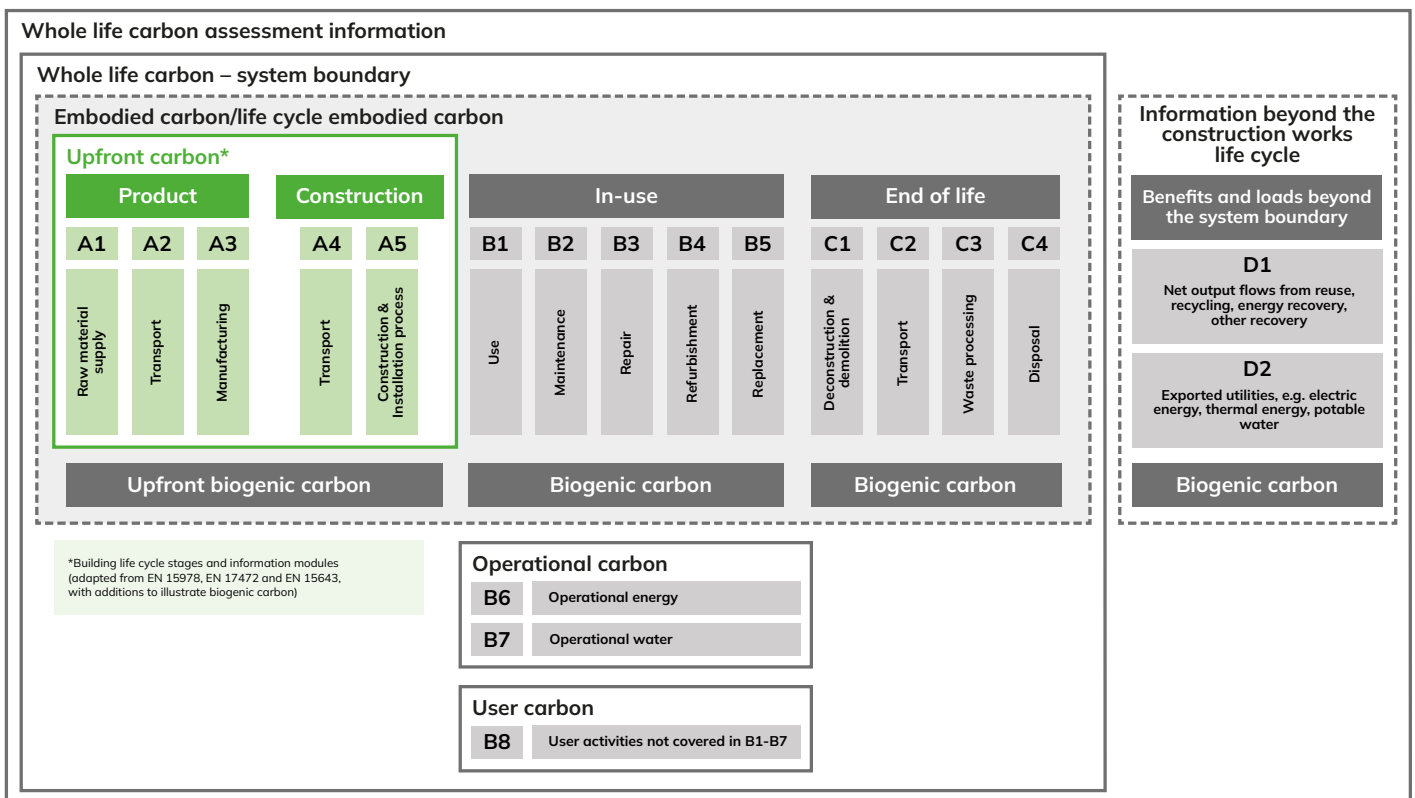 Whole life carbon assessment information
Whole life carbon – system boundary
Embodied carbon/life cycle embodied carbon
Upfront carbon*
Product
Construction
In-use
End of life
A1
A2
A3
A4
A5
B1
B2
B3
B4
B5
C1
C2
C3
C4
Raw material
supply
Transport
Manufacturing
Transport
Construction &
Installation process
Use
Maintenance
Repair
Refurbishment
Replacement
Deconstruction &
demolition
Transport
Waste processing
Disposal
Upfront biogenic carbon
Biogenic carbon
Biogenic carbon
Information beyond the
construction works
life cycle
Benefits and loads beyond
the system boundary
D1
Net output flows from reuse,
recycling, energy recovery,
other recovery
D2
Exported utilities, e.g. electric
energy, thermal energy, potable
water
Biogenic carbon
*Building life cycle stages and information modules
(adapted from EN 15978, EN 17472 and EN 15643,
with additions to illustrate biogenic carbon)
Operational carbon
B6 Operational energy
B7 Operational water
User carbon
B8 User activities not covered in B1-B7